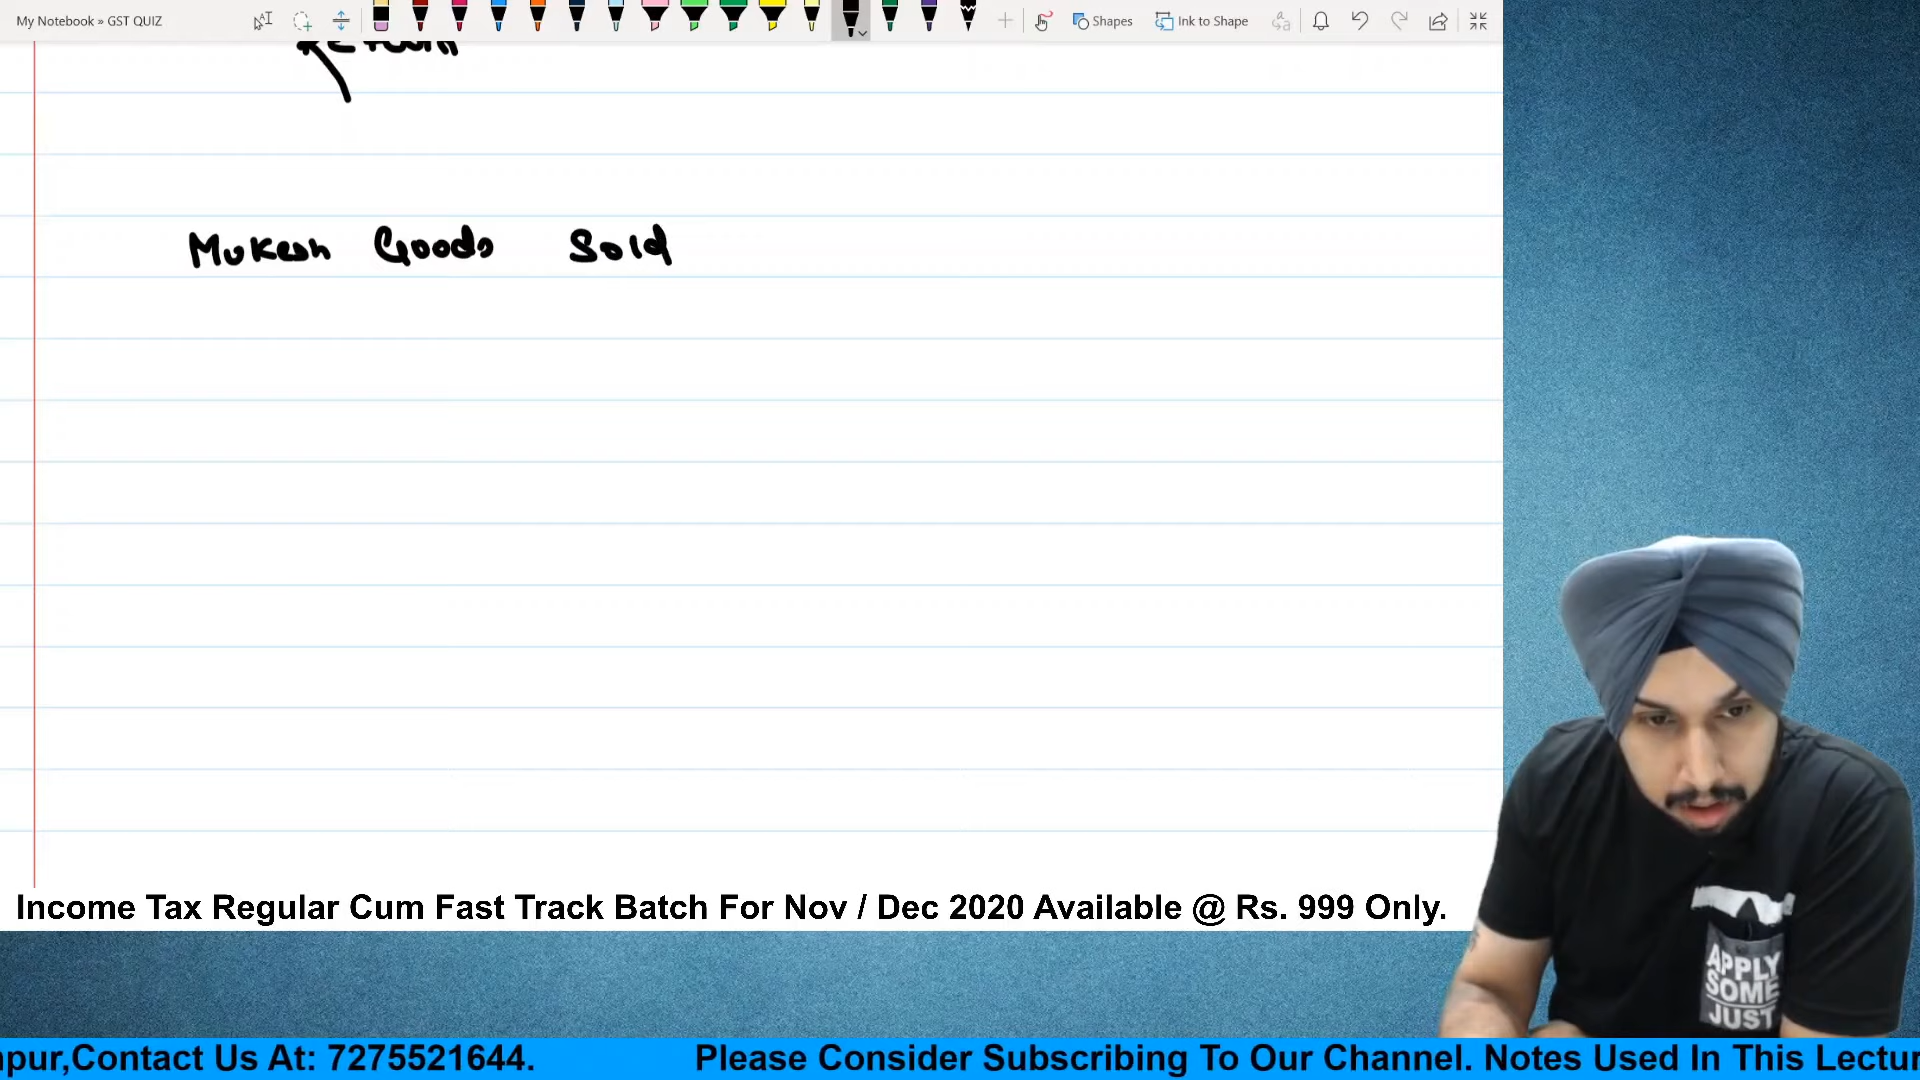 My Notebook » GST QUIZ
Shapes
Ink to Shape
return
Mukesh Goods Sold
APPLY
SOME
JUST
Income Tax Regular Cum Fast Track Batch For Nov / Dec 2020 Available @ Rs. 999 Only.
npur,Contact Us At: 7275521644. Please Consider Subscribing To Our Channel. Notes Used In This Lectur